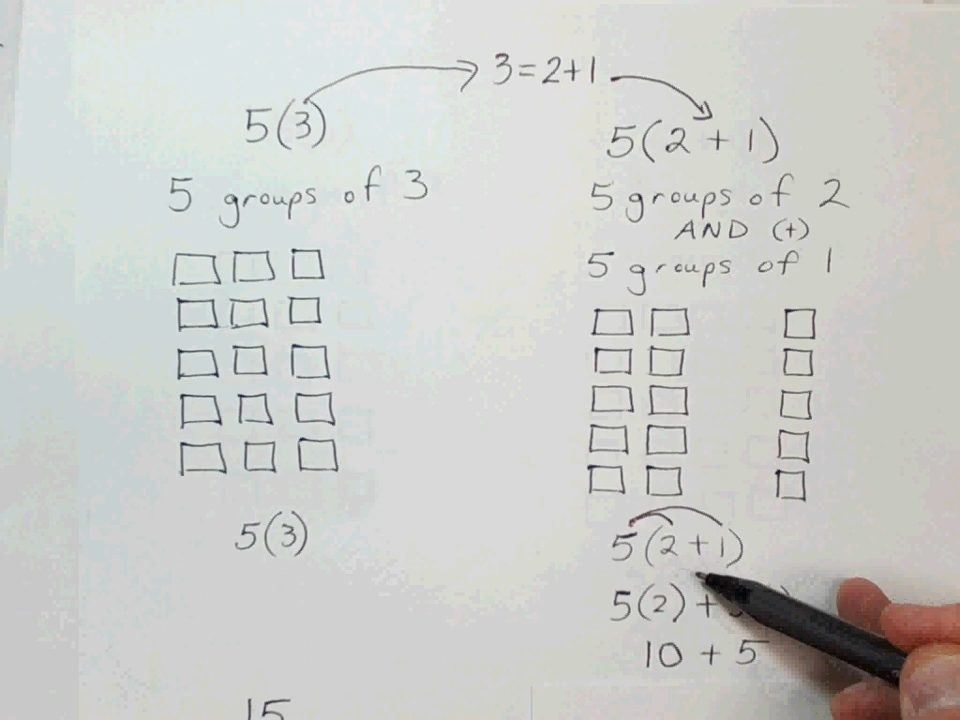 3=2+1
5(3)
5(2+1)
5 groups of 3
5 groups of 2
AND (+)
5 groups of 1
5(3)
5(2+1)
5(2)+
10+5
15